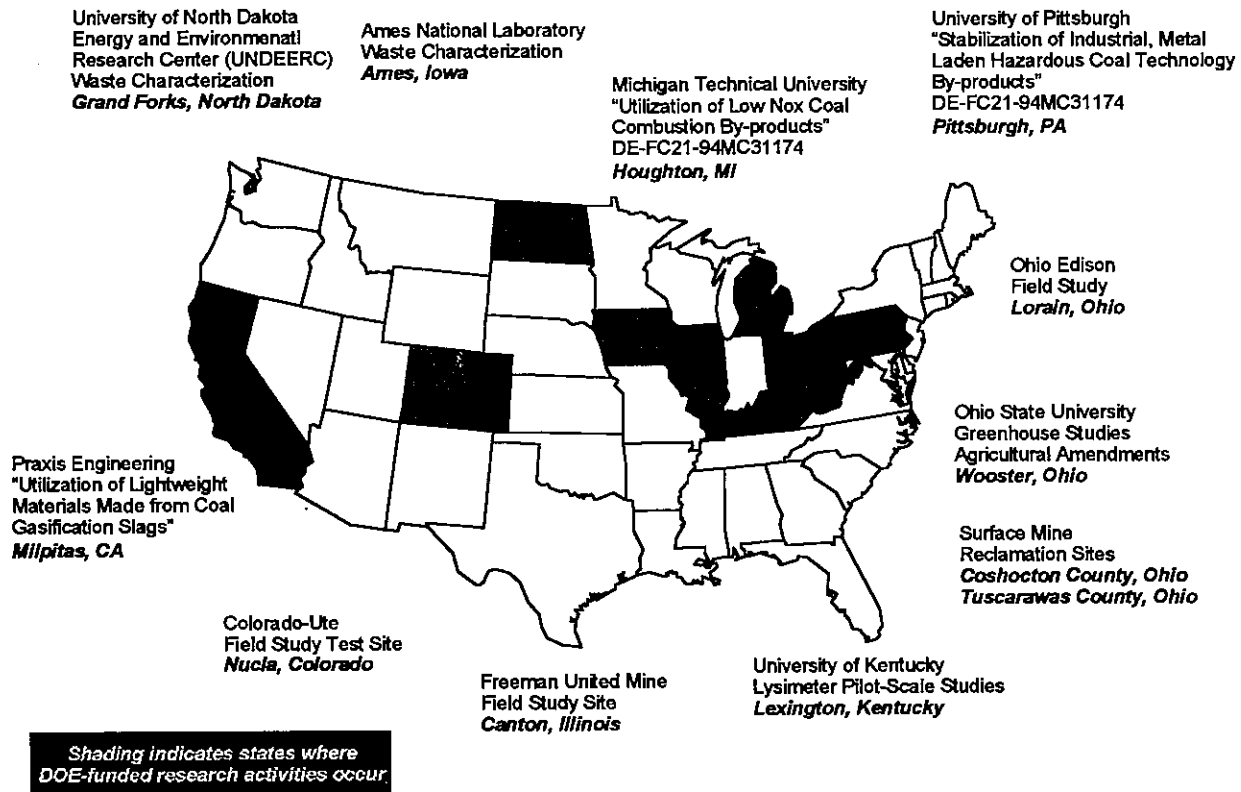 University of North Dakota
Energy and Environmenatl
Research Center (UNDEERC)
Waste Characterization
Grand Forks, North Dakota
Ames National Laboratory
Waste Characterization
Ames, Iowa
Michigan Technical University
"Utilization of Low Nox Coal
Combustion By-products"
DE-FC21-94MC31174
Houghton, MI
University of Pittsburgh
"Stabilization of Industrial, Metal
Laden Hazardous Coal Technology
By-products"
DE-FC21-94MC31174
Pittsburgh, PA
Ohio Edison
Field Study
Lorain, Ohio
Ohio State University
Greenhouse Studies
Agricultural Amendments
Wooster, Ohio
Praxis Engineering
"Utilization of Lightweight
Materials Made from Coal
Gasification Slags"
Milpitas, CA
Surface Mine
Reclamation Sites
Coshocton County, Ohio
Tuscarawas County, Ohio
Colorado-Ute
Field Study Test Site
Nucla, Colorado
Freeman United Mine
Field Study Site
Canton, Illinois
University of Kentucky
Lysimeter Pilot-Scale Studies
Lexington, Kentucky
Shading indicates states where
DOE-funded research activities occur